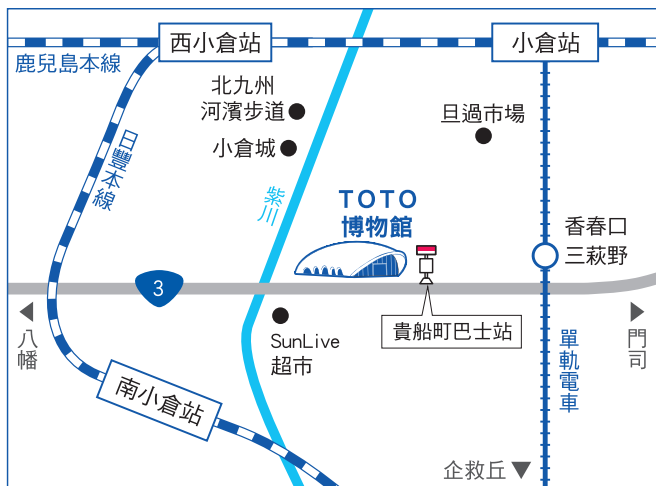 西小倉站
小倉站
鹿兒島本線
北九州
河濱步道
小倉城
旦過市場
日豐本線
紫川
TOTO
博物館
香春口
三萩野
3
八幡
SunLive
超市
貴船町巴士站
門司
單軌電車
南小倉站
企救丘